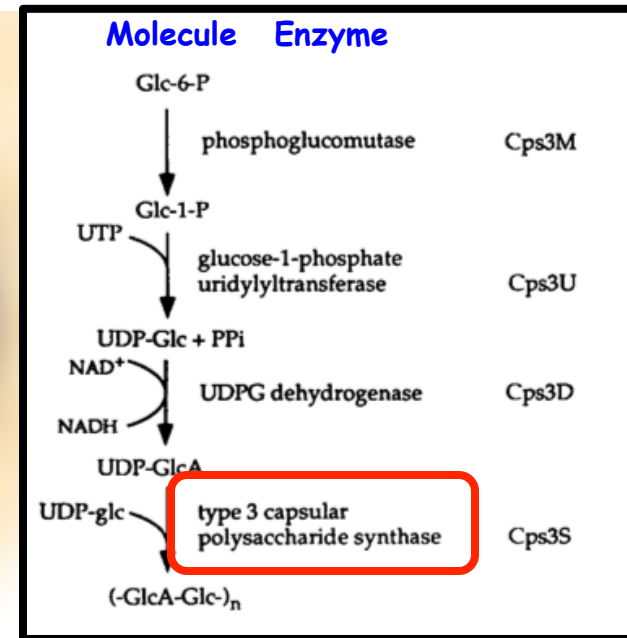 Molecule Enzyme
Glc-6-P
phosphoglucomutase Cps3M
Glc-1-P
UTP
glucose-1-phosphate
uridylyltransferase Cps3U
UDP-Glc + PPi
NAD+
UDPG dehydrogenase Cps3D
NADH
UDP-GlcA
UDP-glc type 3 capsular
polysaccharide synthase Cps3S
(-GlcA-Glc-)n